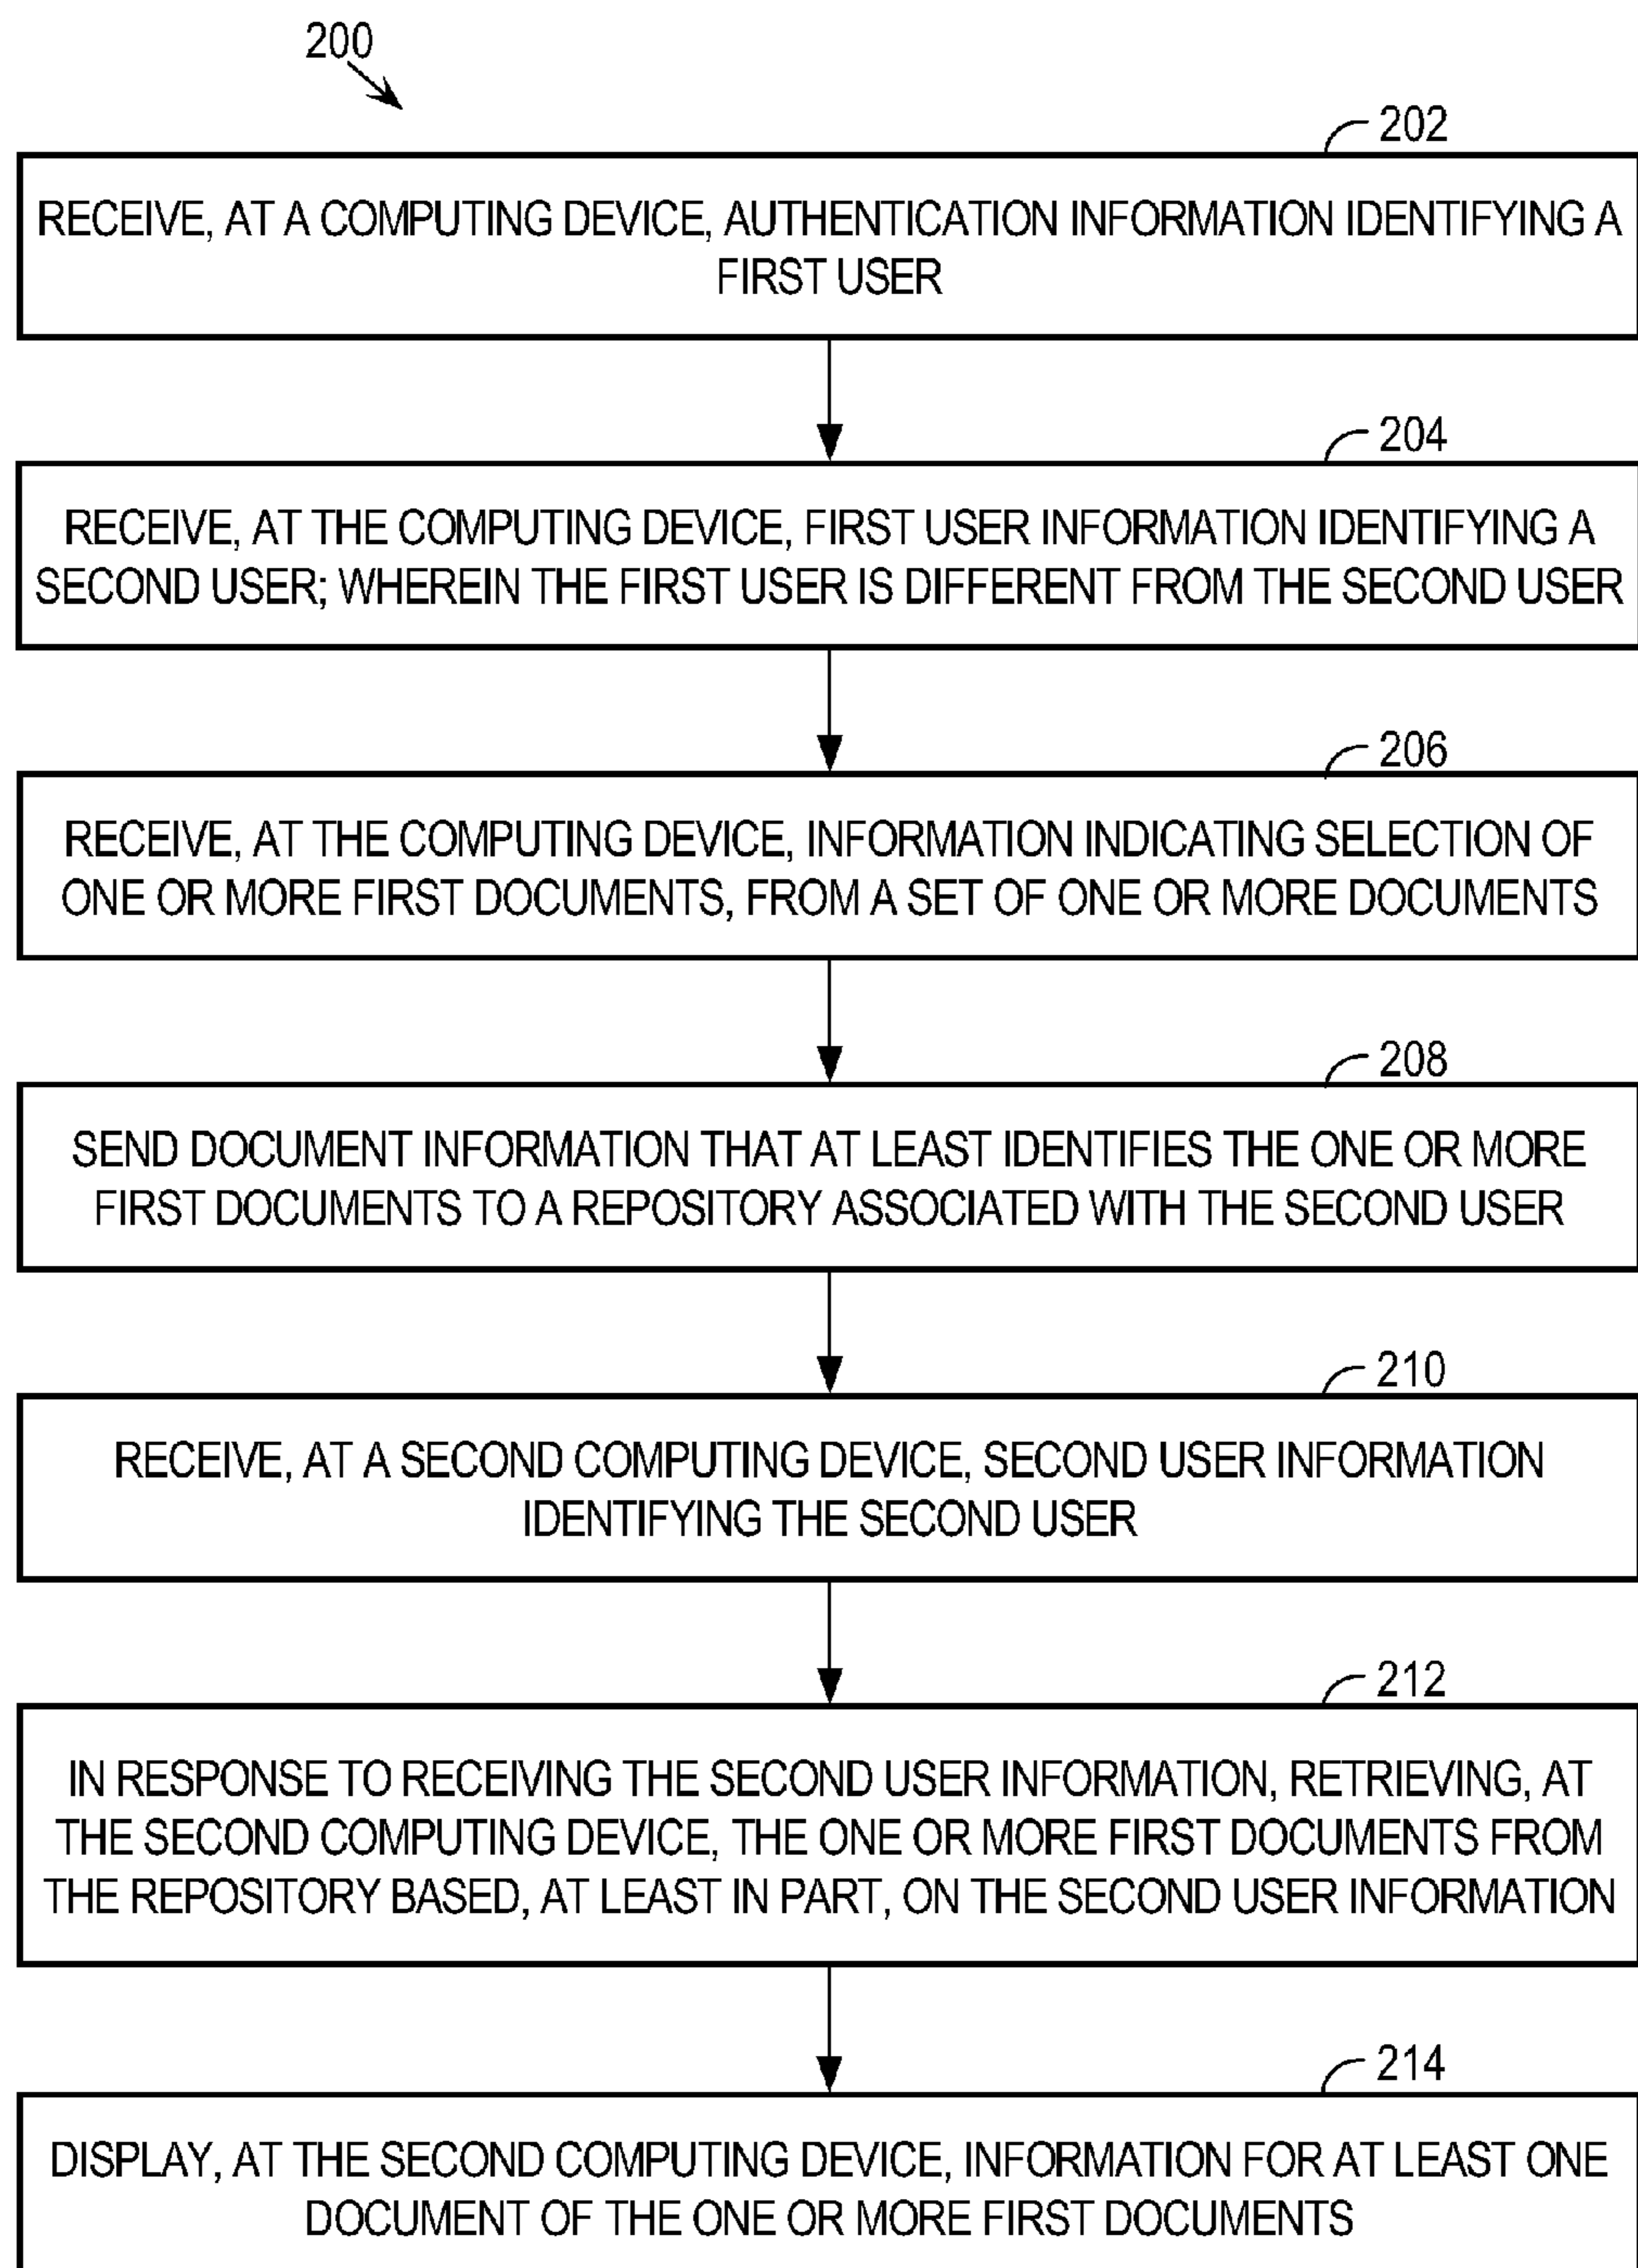 200
202
RECEIVE, AT A COMPUTING DEVICE, AUTHENTICATION INFORMATION IDENTIFYING A
FIRST USER
204
RECEIVE, AT THE COMPUTING DEVICE, FIRST USER INFORMATION IDENTIFYING A
SECOND USER; WHEREIN THE FIRST USER IS DIFFERENT FROM THE SECOND USER
206
RECEIVE, AT THE COMPUTING DEVICE, INFORMATION INDICATING SELECTION OF
ONE OR MORE FIRST DOCUMENTS, FROM A SET OF ONE OR MORE DOCUMENTS
208
SEND DOCUMENT INFORMATION THAT AT LEAST IDENTIFIES THE ONE OR MORE
FIRST DOCUMENTS TO A REPOSITORY ASSOCIATED WITH THE SECOND USER
210
RECEIVE, AT A SECOND COMPUTING DEVICE, SECOND USER INFORMATION
IDENTIFYING THE SECOND USER
212
IN RESPONSE TO RECEIVING THE SECOND USER INFORMATION, RETRIEVING, AT
THE SECOND COMPUTING DEVICE, THE ONE OR MORE FIRST DOCUMENTS FROM
THE REPOSITORY BASED, AT LEAST IN PART, ON THE SECOND USER INFORMATION
214
DISPLAY, AT THE SECOND COMPUTING DEVICE, INFORMATION FOR AT LEAST ONE
DOCUMENT OF THE ONE OR MORE FIRST DOCUMENTS